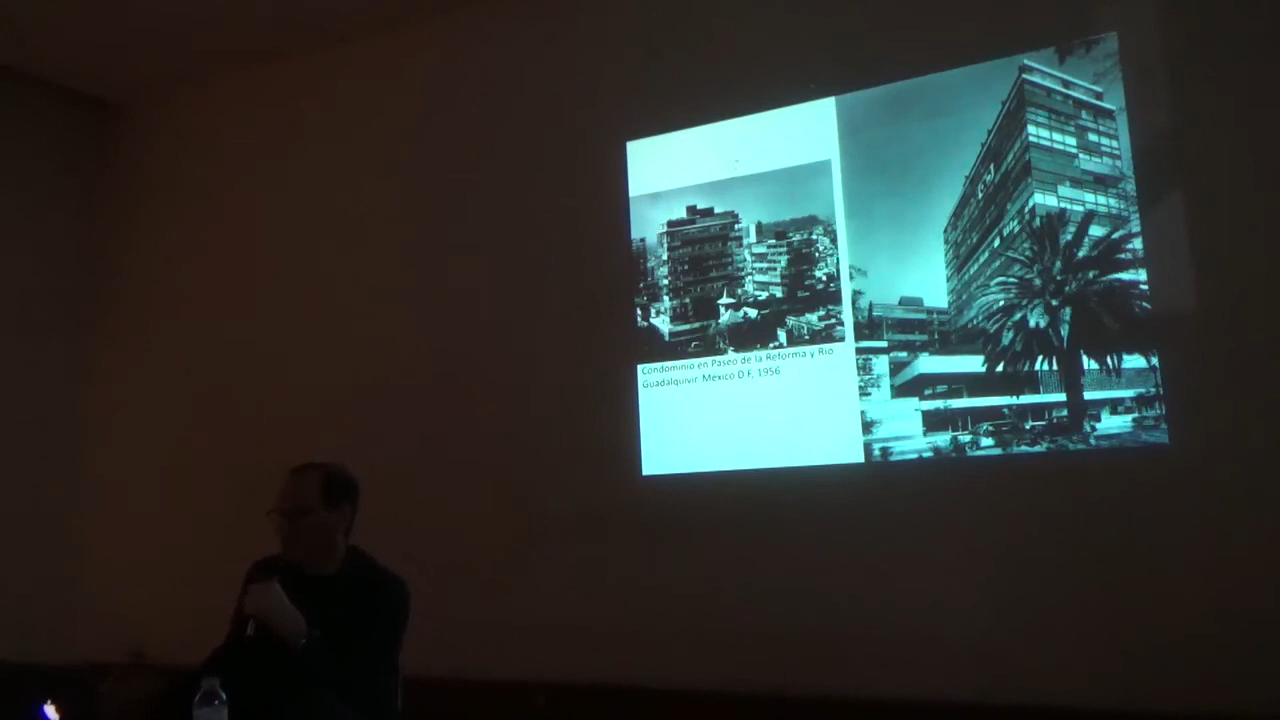 Condominio en Paseo de la Reforma y Rio
Guadalquivir Mexico D F, 1956